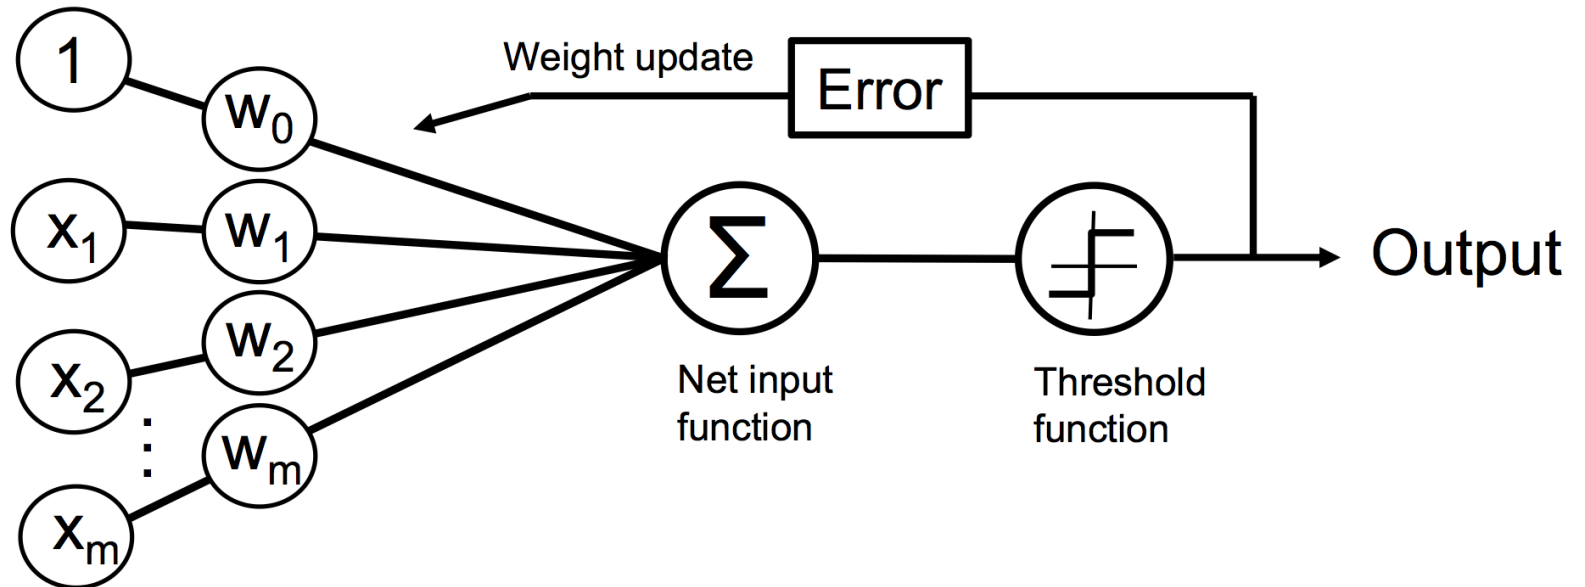 1
w₀
Weight update
Error
x₁
w₁
Σ
Output
x₂
w₂
Net input
function
Threshold
function
⋮
wₘ
xₘ